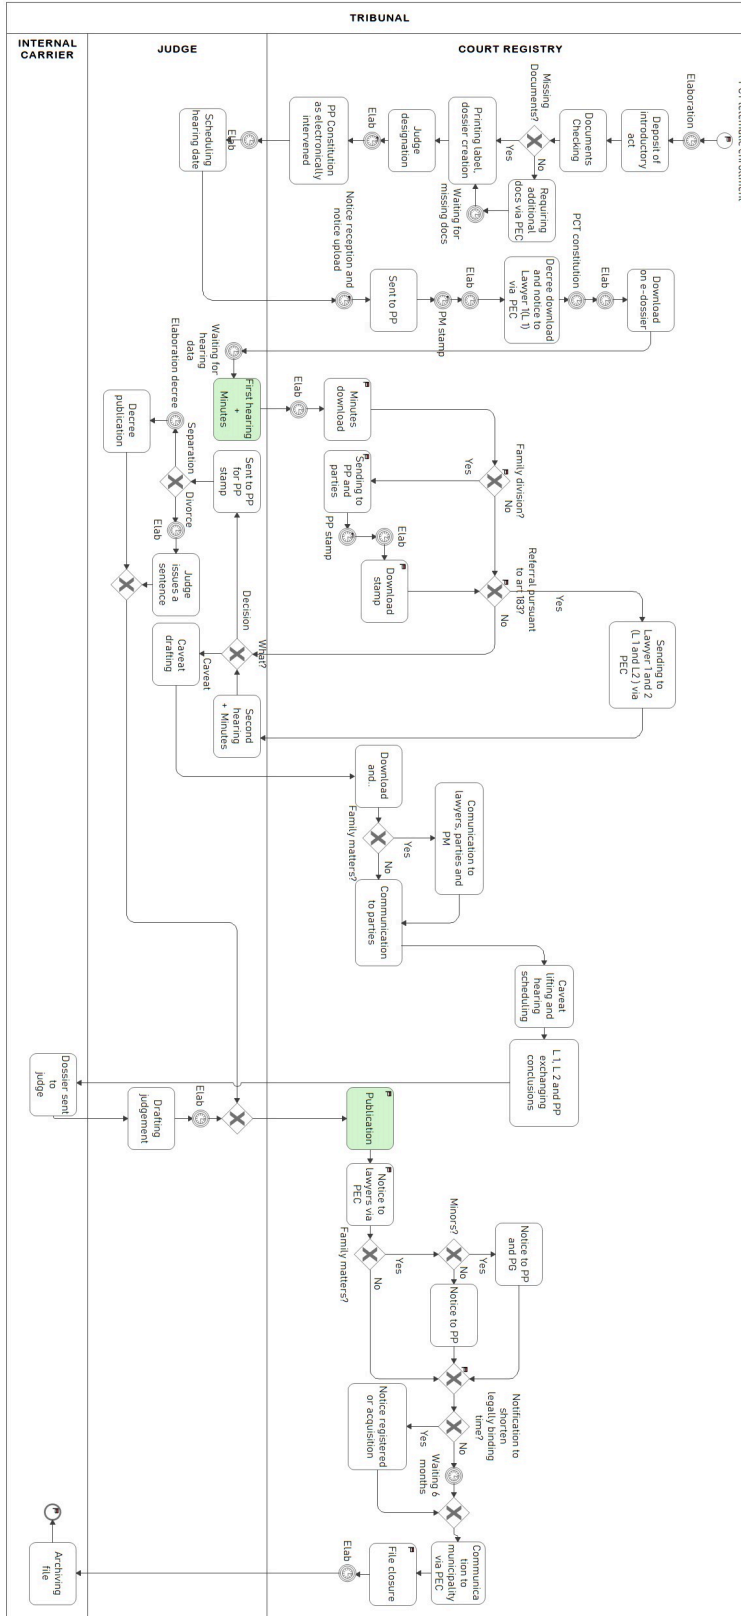 TRIBUNAL
INTERNAL
CARRIER
JUDGE
COURT REGISTRY
Elaboration
Deposit of
introductory
act
Documents
Checking
Missing
Documents?
Yes
No
Requiring
additional
docs via PEC
Waiting for
missing docs
Printing label,
dossier creation
Judge
designation
Elab
PP Constitution
as electronically
intervened
Elab
Scheduling
hearing date
Notice reception and
notice upload
Sent to PP
PM stamp
Elab
Decree download
and notice to
Lawyer 1(L 1)
via PEC
PCT constitution
Elab
Download
on e-dossier
Waiting for
hearing
data
First hearing
+
Minutes
Elab
Minutes
download
Family division?
Yes
No
Sending to
PP and
parties
PP stamp
Elab
Download
stamp
Referral pursuant
to art 183?
Yes
No
Sending to
Lawyer 1 and 2
(L 1 and L2 ) via
PEC
Second
hearing
+ Minutes
What?
Decision
Caveat
Sent to PP
for PP
stamp
Separation
Divorce
Elaboration decree
Decree
publication
Elab
Judge
issues a
sentence
Caveat
drafting
Download
and..
Family matters?
Yes
No
Comunication to
lawyers, parties and
PM
Communication
to parties
Caveat
lifting and
hearing
scheduling
L 1, L 2 and PP
exchanging
conclusions
Dossier sent
to
judge
Drafting
judgement
Elab
Publication
Notice to
lawyers via
PEC
Family matters?
Yes
No
Minors?
Yes
No
Notice to PP
and PG
Notice to PP
Notification to
shorten
legally binding
time?
Yes
No
Notice registered
or acquisition
Waiting 6
months
Communica
tion to
municipality
via PEC
File closure
Elab
Archiving
file